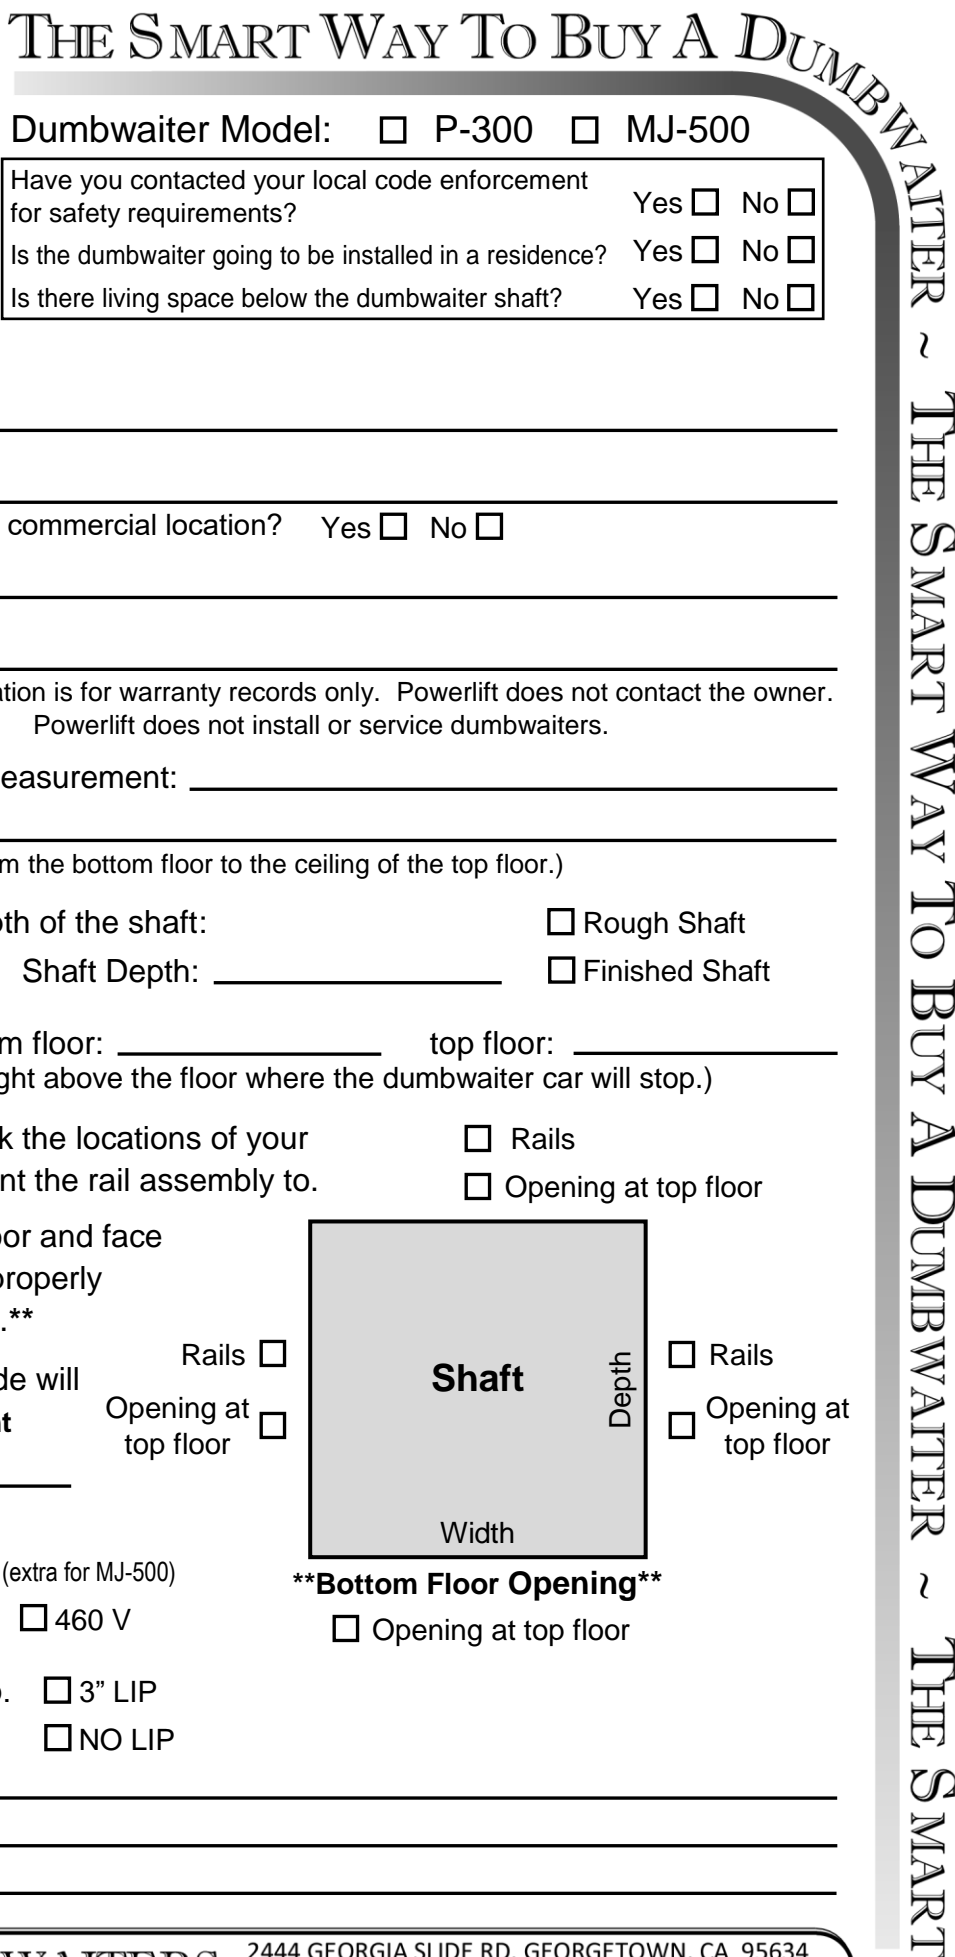 THE SMART WAY TO BUY A DUMBWAITER ~ THE SMART WAY TO BUY A DUMBWAITER ~ THE SMART
Dumbwaiter Model: ☐ P-300 ☐ MJ-500
Have you contacted your local code enforcement
for safety requirements? Yes ☐ No ☐
Is the dumbwaiter going to be installed in a residence? Yes ☐ No ☐
Is there living space below the dumbwaiter shaft? Yes ☐ No ☐
commercial location? Yes ☐ No ☐
ation is for warranty records only. Powerlift does not contact the owner.
Powerlift does not install or service dumbwaiters.
easurement:
m the bottom floor to the ceiling of the top floor.)
oth of the shaft: ☐ Rough Shaft
Shaft Depth: ☐ Finished Shaft
m floor: top floor:
ght above the floor where the dumbwaiter car will stop.)
k the locations of your ☐ Rails
nt the rail assembly to. ☐ Opening at top floor
oor and face
properly
.**
Rails ☐ Shaft Depth ☐ Rails
de will
Opening at ☐ ☐ Opening at
top floor top floor
Width
(extra for MJ-500) **Bottom Floor Opening**
☐ 460 V ☐ Opening at top floor
☐ 3” LIP
☐ NO LIP
2444 GEORGIA SLIDE RD. GEORGETOWN, CA 95634